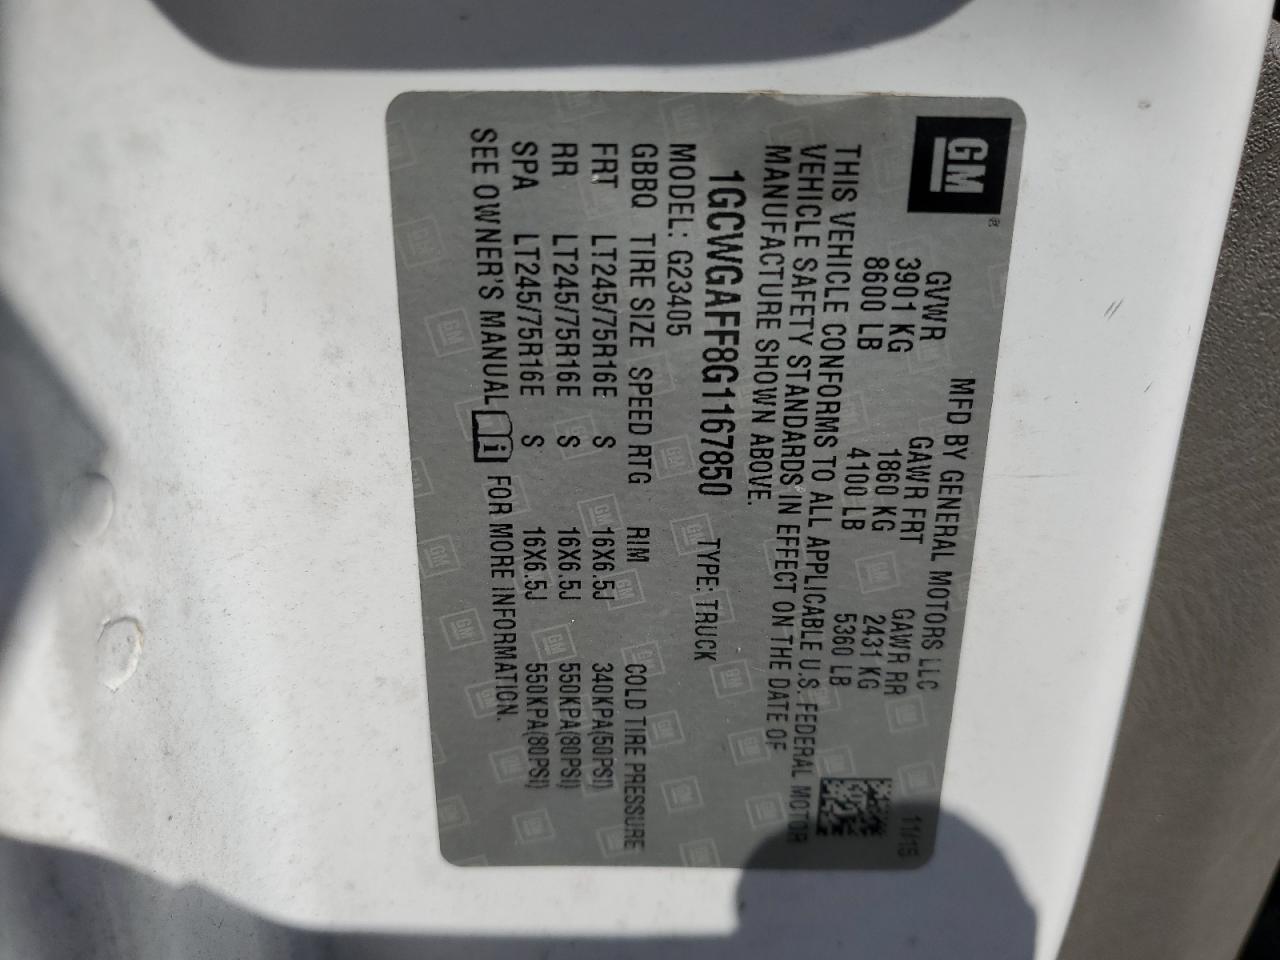 GM
MFD BY GENERAL MOTORS LLC 11/15
GVWR GAWR FRT GAWR RR
3901 KG 1860 KG 2431 KG
8600 LB 4100 LB 5360 LB
THIS VEHICLE CONFORMS TO ALL APPLICABLE U.S. FEDERAL MOTOR
VEHICLE SAFETY STANDARDS IN EFFECT ON THE DATE OF
MANUFACTURE SHOWN ABOVE.
1GCWGAFF8G1167850 TYPE: TRUCK
MODEL: G23405
GBBQ TIRE SIZE SPEED RTG RIM COLD TIRE PRESSURE
FRT LT245/75R16E S 16X6.5J 340KPA(50PSI)
RR LT245/75R16E S 16X6.5J 550KPA(80PSI)
SPA LT245/75R16E S 16X6.5J 550KPA(80PSI)
SEE OWNER'S MANUAL i FOR MORE INFORMATION.